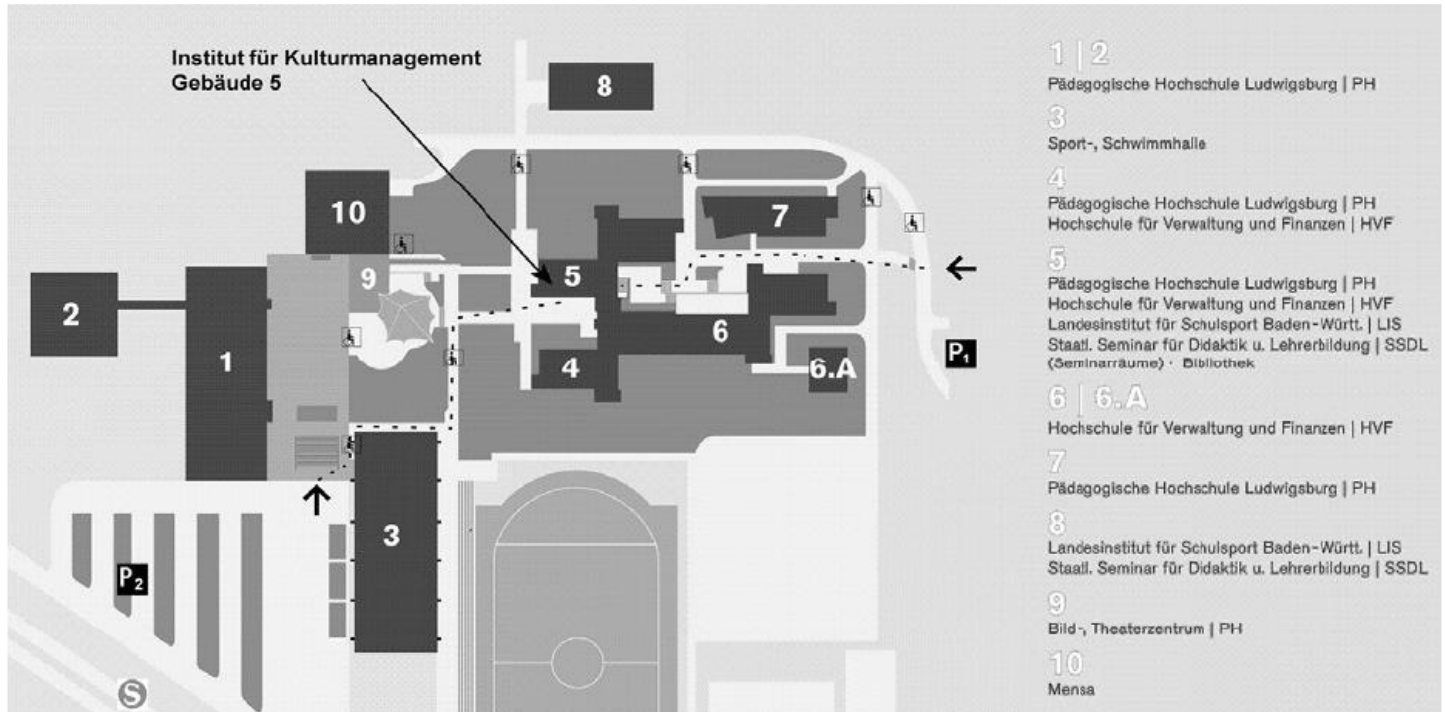 Institut für Kulturmanagement
Gebäude 5
8
10
7
9
5
2
6
1
4
6.A
P1
3
P2
S
1 | 2
Pädagogische Hochschule Ludwigsburg | PH
3
Sport-, Schwimmhalle
4
Pädagogische Hochschule Ludwigsburg | PH
Hochschule für Verwaltung und Finanzen | HVF
5
Pädagogische Hochschule Ludwigsburg | PH
Hochschule für Verwaltung und Finanzen | HVF
Landesinstitut für Schulsport Baden-Württ. | LIS
Staatl. Seminar für Didaktik u. Lehrerbildung | SSDL
(Seminarräume) · Bibliothek
6 | 6.A
Hochschule für Verwaltung und Finanzen | HVF
7
Pädagogische Hochschule Ludwigsburg | PH
8
Landesinstitut für Schulsport Baden-Württ. | LIS
Staatl. Seminar für Didaktik u. Lehrerbildung | SSDL
9
Bild-, Theaterzentrum | PH
10
Mensa